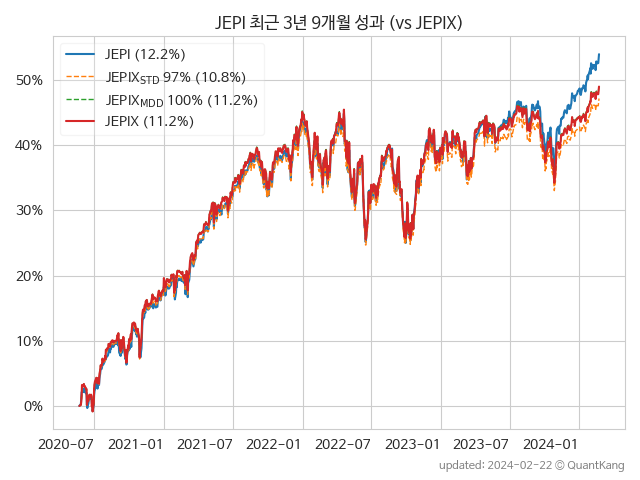 JEPI 최근 3년 9개월 성과 (vs JEPIX)
JEPI (12.2%)
JEPIX_STD 97% (10.8%)
JEPIX_MDD 100% (11.2%)
JEPIX (11.2%)
50%
40%
30%
20%
10%
0%
2020-07 2021-01 2021-07 2022-01 2022-07 2023-01 2023-07 2024-01
updated: 2024-02-22 © QuantKang